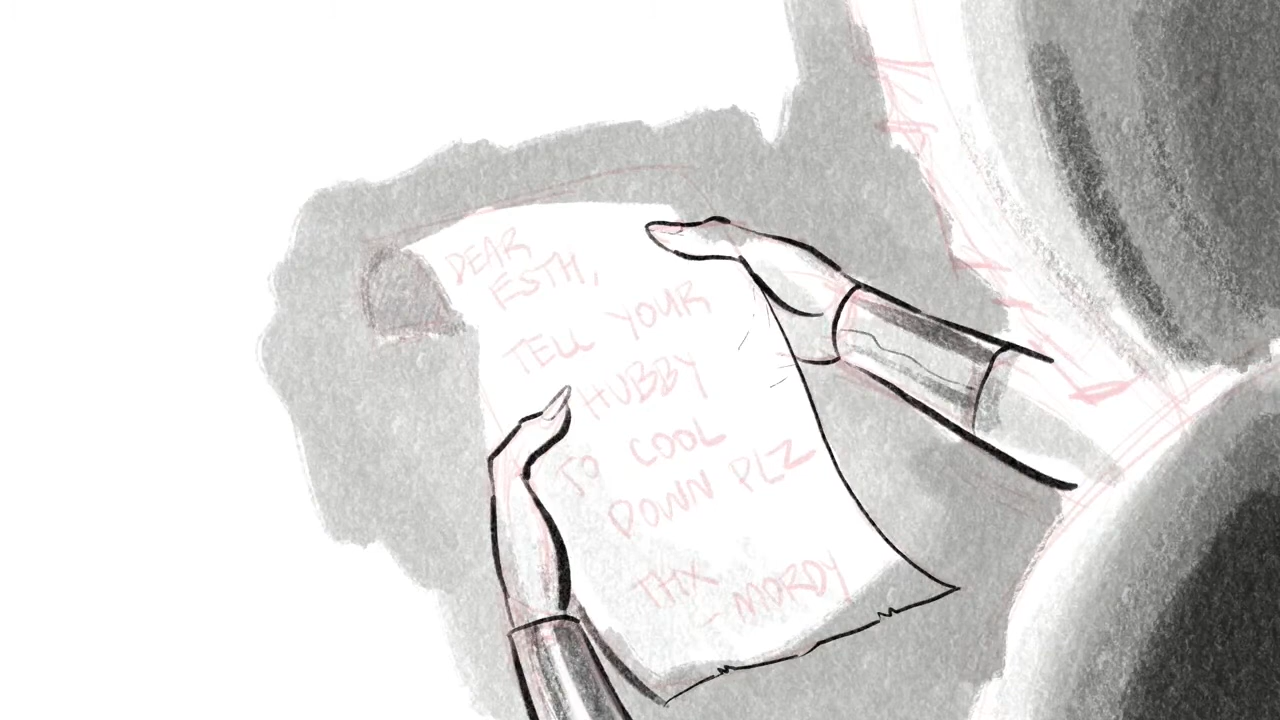 DEAR
ESTH,
TELL YOUR
HUBBY
TO COOL
DOWN PLZ
THX
- MORDY